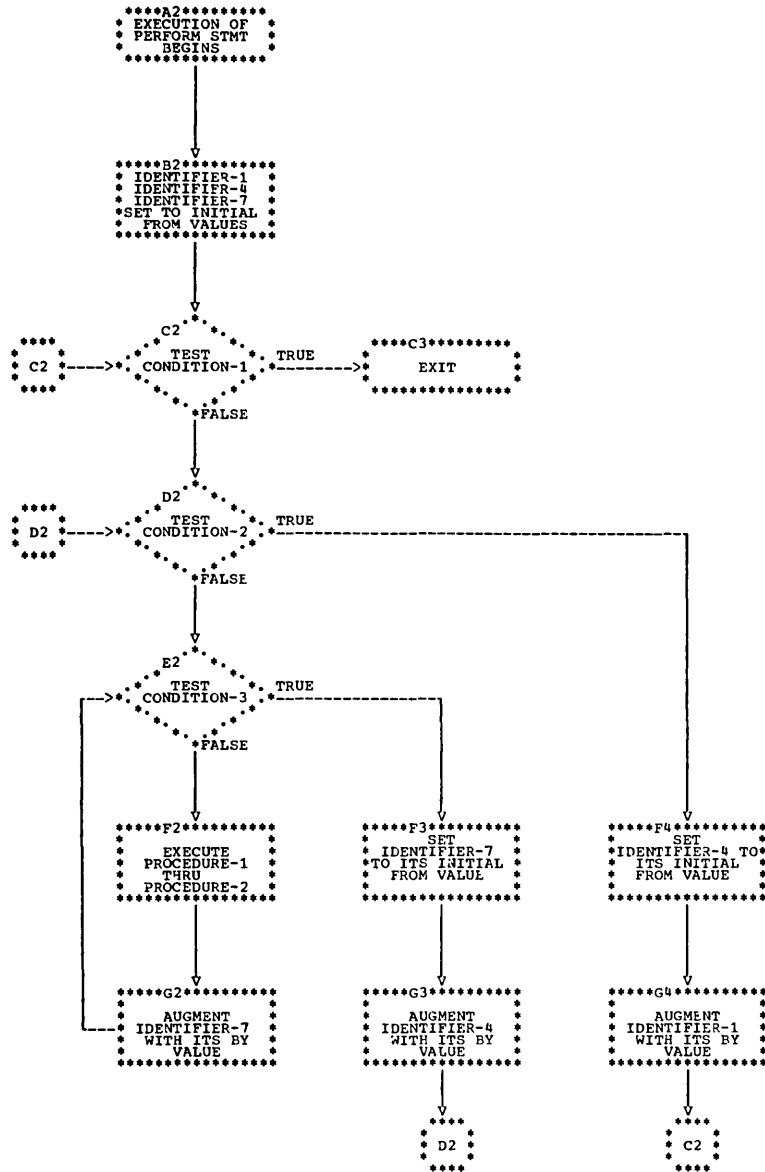 A2
EXECUTION OF
PERFORM STMT
BEGINS
B2
IDENTIFIER-1
IDENTIFIER-4
IDENTIFIER-7
SET TO INITIAL
FROM VALUES
C2
C2
TEST
CONDITION-1
TRUE
FALSE
C3
EXIT
D2
D2
TEST
CONDITION-2
TRUE
FALSE
E2
TEST
CONDITION-3
TRUE
FALSE
F2
EXECUTE
PROCEDURE-1
THRU
PROCEDURE-2
F3
SET
IDENTIFIER-7
TO ITS INITIAL
FROM VALUE
F4
SET
IDENTIFIER-4 TO
ITS INITIAL
FROM VALUE
G2
AUGMENT
IDENTIFIER-7
WITH ITS BY
VALUE
G3
AUGMENT
IDENTIFIER-4
WITH ITS BY
VALUE
G4
AUGMENT
IDENTIFIER-1
WITH ITS BY
VALUE
D2
C2